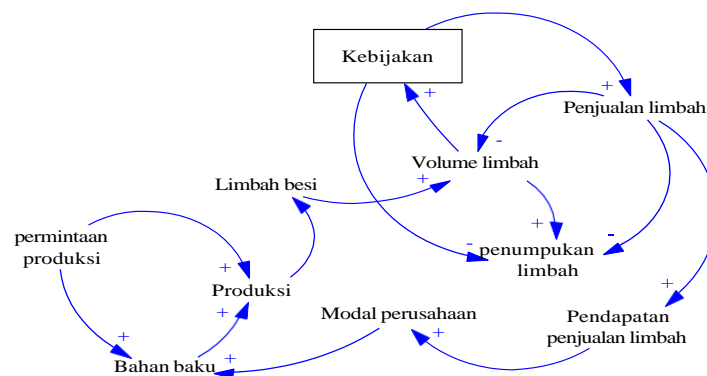 Kebijakan
+
Penjualan limbah
+
-
Volume limbah
Limbah besi
+
permintaan
produksi
+
-
penumpukan
limbah
-
+
Produksi
+
+
Modal perusahaan
Pendapatan
penjualan limbah
+
+
Bahan baku
+